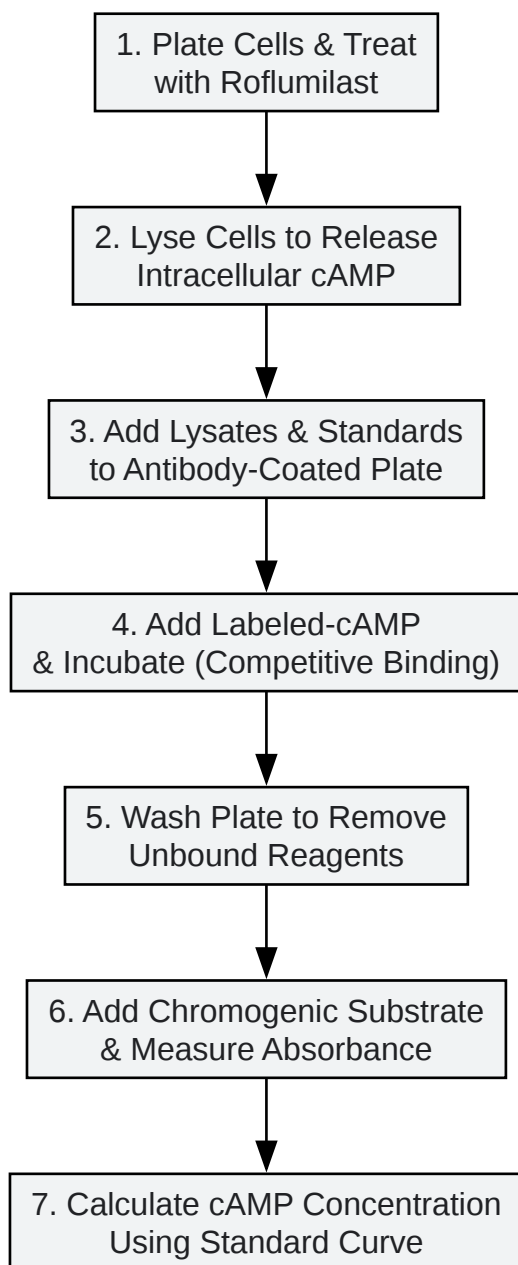 1. Plate Cells & Treat
with Roflumilast
2. Lyse Cells to Release
Intracellular cAMP
3. Add Lysates & Standards
to Antibody-Coated Plate
4. Add Labeled-cAMP
& Incubate (Competitive Binding)
5. Wash Plate to Remove
Unbound Reagents
6. Add Chromogenic Substrate
& Measure Absorbance
7. Calculate cAMP Concentration
Using Standard Curve